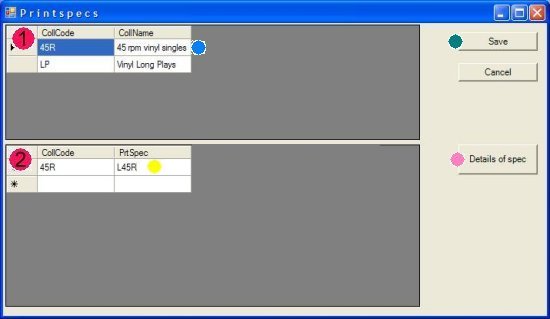 Printspecs
1
CollCode CollName
45R 45 rpm vinyl singles
LP Vinyl Long Plays
Save
Cancel
2
CollCode PrtSpec
45R L45R
*
Details of spec